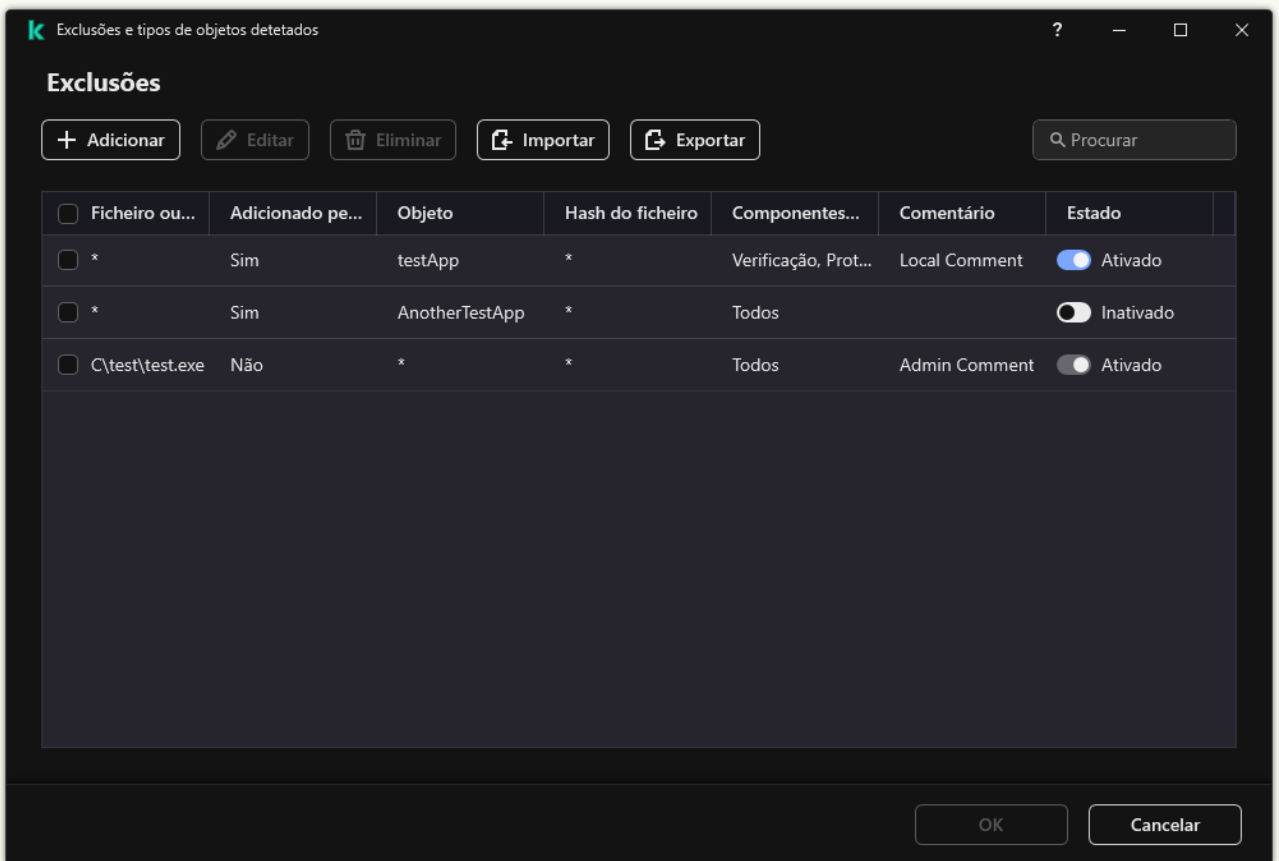 Exclusões e tipos de objetos detetados ?
Exclusões
Adicionar Editar Eliminar Importar Exportar Procurar
Ficheiro ou... Adicionado pe... Objeto Hash do ficheiro Componentes... Comentário Estado
* Sim testApp * Verificação, Prot... Local Comment Ativado
* Sim AnotherTestApp * Todos Inativado
C\test\test.exe Não * * Todos Admin Comment Ativado
OK Cancelar